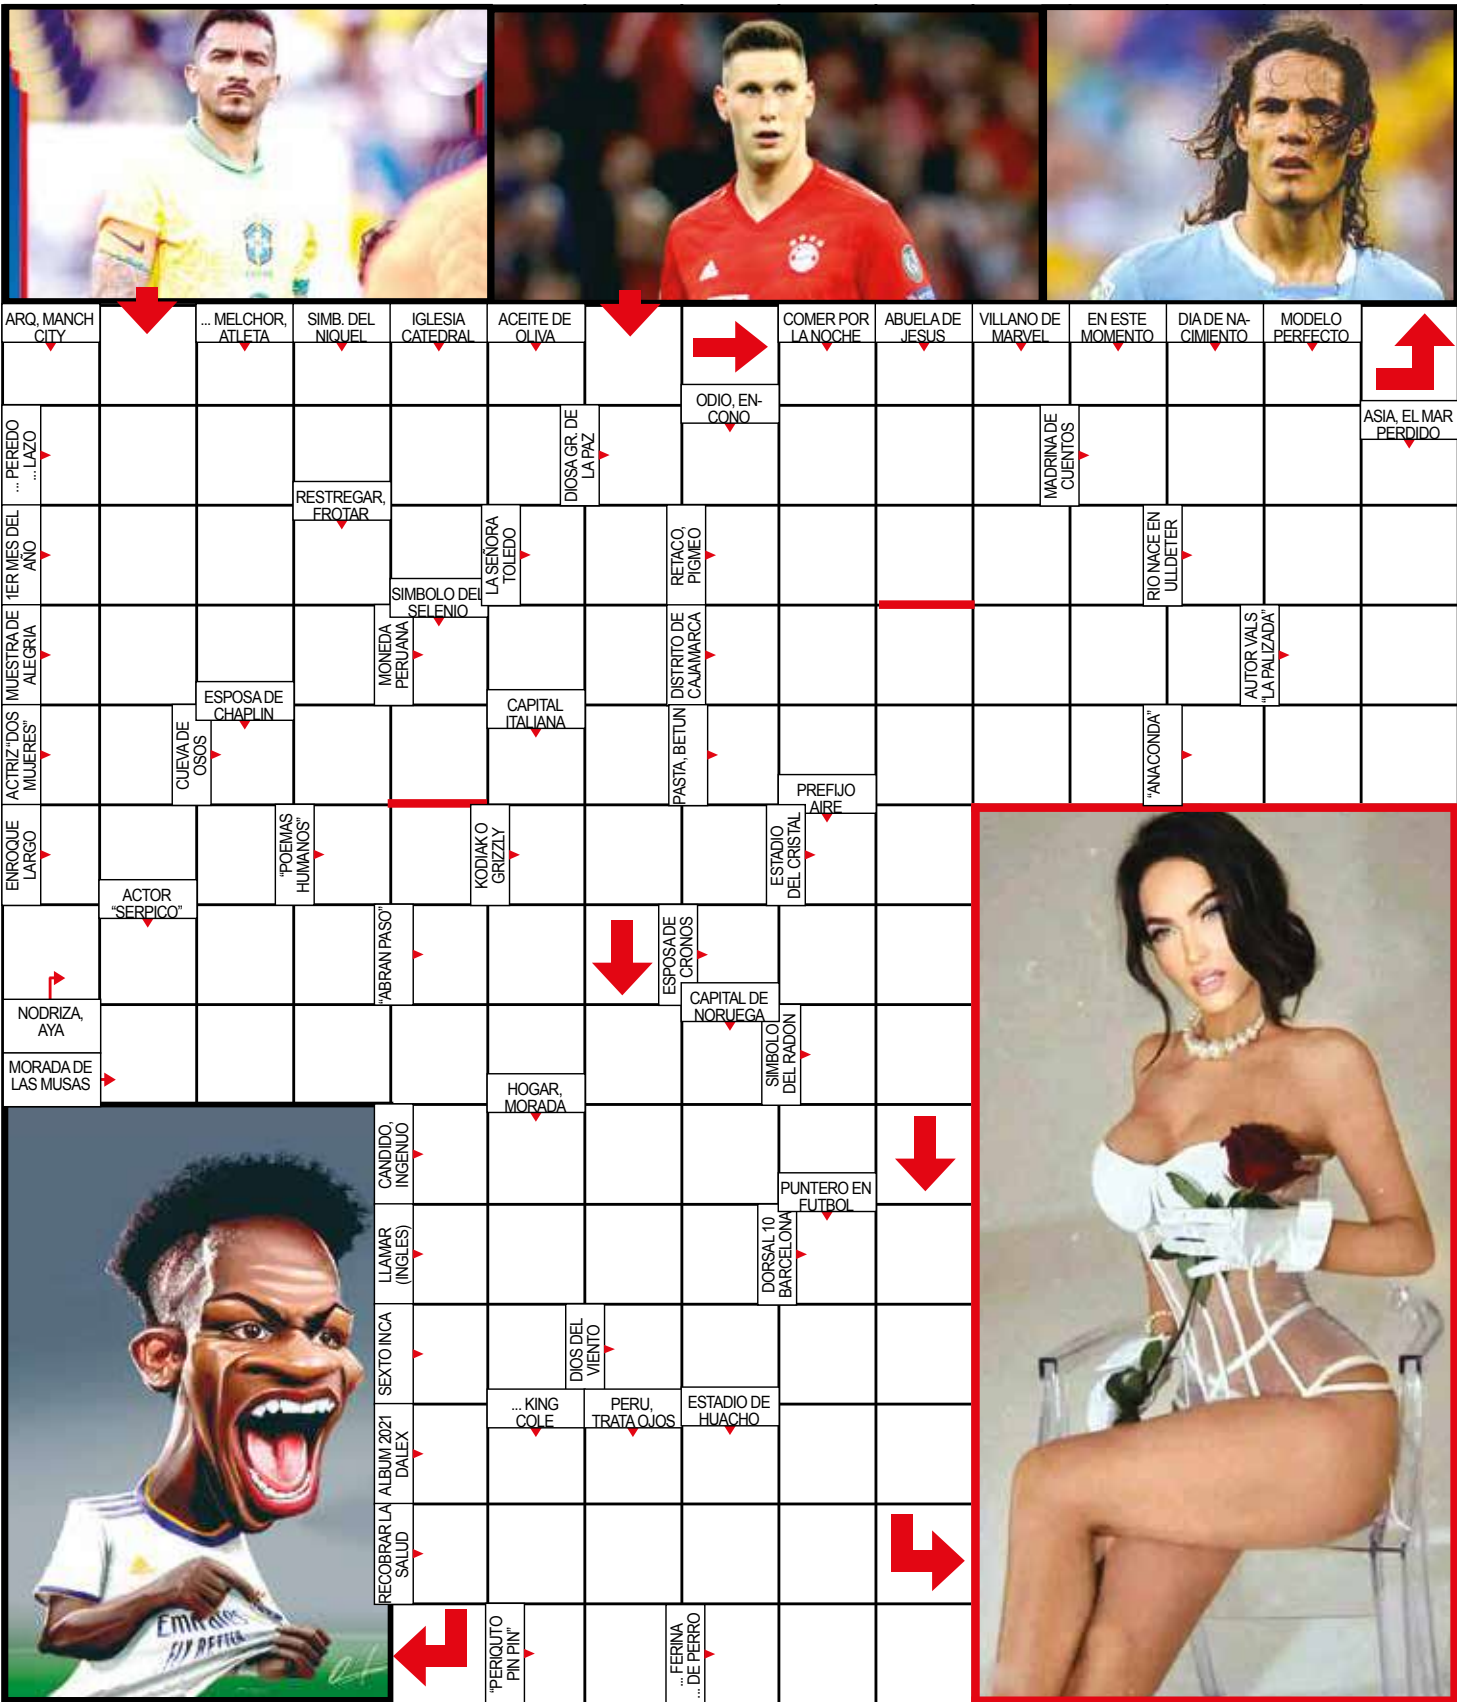 ARQ, MANCH
CITY
... MELCHOR,
ATLETA
SIMB. DEL
NIQUEL
IGLESIA
CATEDRAL
ACEITE DE
OLIVA
COMER POR
LA NOCHE
ABUELA DE
JESUS
VILLANO DE
MARVEL
EN ESTE
MOMENTO
DIA DE NA-
CIMIENTO
MODELO
PERFECTO
ODIO, EN-
CONO
ASIA, EL MAR
PERDIDO
... PEREDO
... LAZO
DIOSA GR. DE
LA PAZ
MADRINA DE
CUENTOS
RESTREGAR,
FROTAR
1ER MES DEL
AÑO
LA SEÑORA
TOLEDO
RETACO,
PIGMEO
RIO NACE EN
ULLDETER
SIMBOLO DEL
SELENIO
MUESTRA DE
ALEGRIA
MONEDA
PERUANA
DISTRITO DE
CAJAMARCA
AUTOR VALS
"LA PALIZADA"
ESPOSA DE
CHAPLIN
CAPITAL
ITALIANA
ACTRIZ "DOS
MUJERES"
CUEVA DE
OSOS
PASTA, BETUN
"ANACONDA"
PREFIJO
AIRE
ENROQUE
LARGO
"POEMAS
HUMANOS"
KODIAK O
GRIZZLY
ESTADIO
DEL CRISTAL
ACTOR
"SERPICO"
"ABRAN PASO"
ESPOSA DE
CRONOS
CAPITAL DE
NORUEGA
NODRIZA,
AYA
SIMBOLO
DEL RADON
MORADA DE
LAS MUSAS
HOGAR,
MORADA
CANDIDO,
INGENUO
PUNTERO EN
FUTBOL
LLAMAR
(INGLES)
DORSAL 10
BARCELONA
SEXTO INCA
DIOS DEL
VIENTO
... KING
COLE
PERU,
TRATA OJOS
ESTADIO DE
HUACHO
ALBUM 2021
DALEX
RECOBRAR LA
SALUD
"PERIQUTO
PIN PIN"
... FERINA
... DE PERRO
Emirates
FLY BETTER